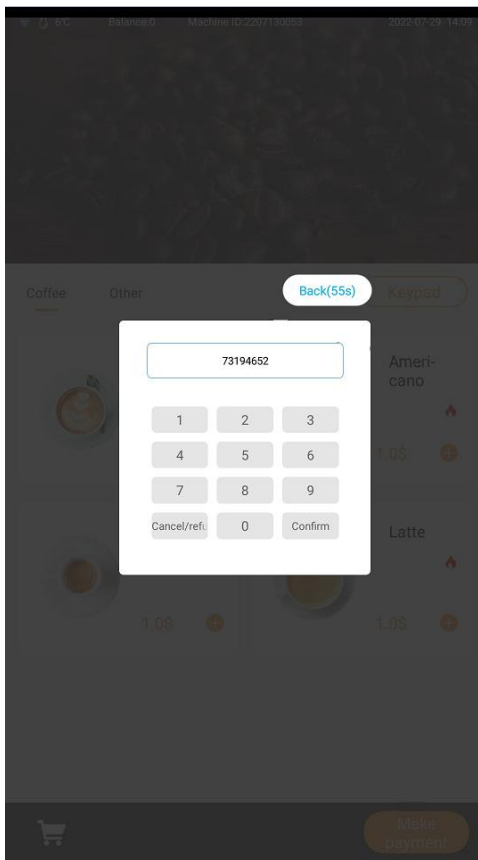 6℃ Balance:0 Machine ID:2207130053 2022-07-29 14:09
Coffee Other Back(55s) Keypad
73194652
Ameri-
cano
1 2 3
4 5 6
1.0$
7 8 9
Cancel/refu 0 Confirm
Latte
1.0$ 1.0$
Make
payment